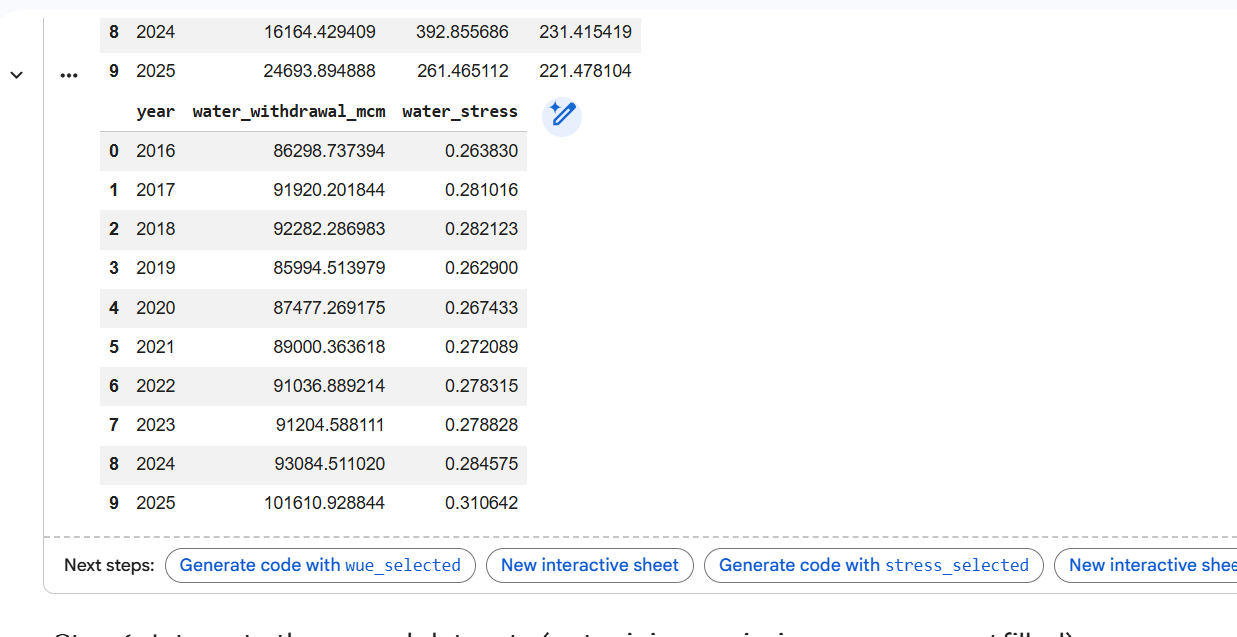 8 2024 16164.429409 392.855686 231.415419
9 2025 24693.894888 261.465112 221.478104
year water_withdrawal_mcm water_stress
0 2016 86298.737394 0.263830
1 2017 91920.201844 0.281016
2 2018 92282.286983 0.282123
3 2019 85994.513979 0.262900
4 2020 87477.269175 0.267433
5 2021 89000.363618 0.272089
6 2022 91036.889214 0.278315
7 2023 91204.588111 0.278828
8 2024 93084.511020 0.284575
9 2025 101610.928844 0.310642
Next steps: Generate code with wue_selected New interactive sheet Generate code with stress_selected New interactive shee